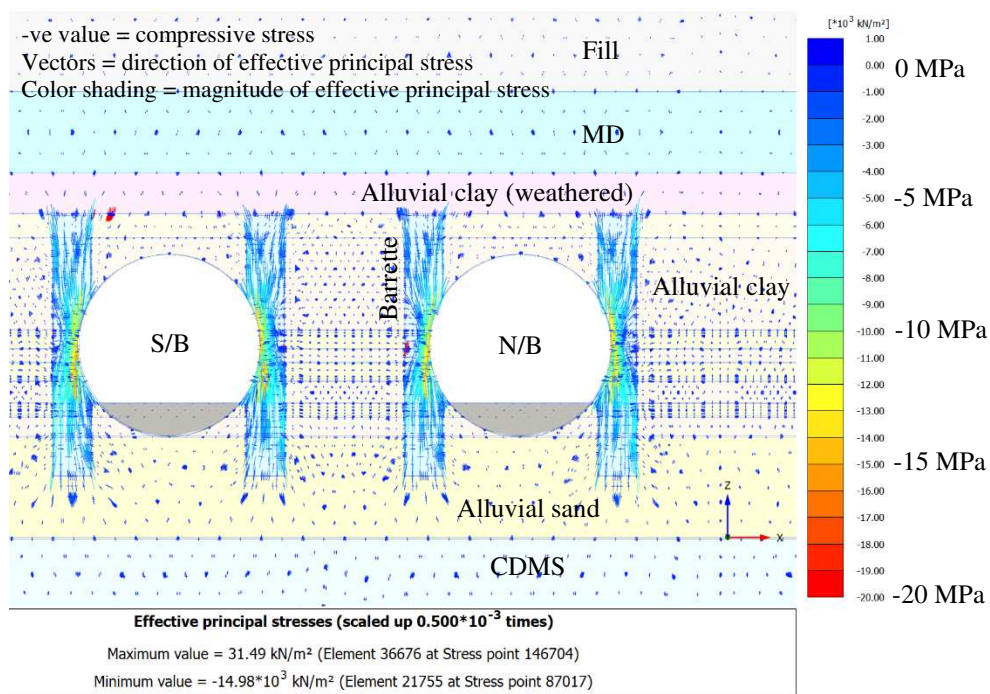 -ve value = compressive stress
Vectors = direction of effective principal stress
Color shading = magnitude of effective principal stress
Fill
MD
Alluvial clay (weathered)
Barrette
Alluvial clay
S/B
N/B
Alluvial sand
CDMS
Z
X
[*10³ kN/m²]
1.00
0.00
-1.00
-2.00
-3.00
-4.00
-5.00
-6.00
-7.00
-8.00
-9.00
-10.00
-11.00
-12.00
-13.00
-14.00
-15.00
-16.00
-17.00
-18.00
-19.00
-20.00
0 MPa
-5 MPa
-10 MPa
-15 MPa
-20 MPa
Effective principal stresses (scaled up 0.500*10⁻³ times)
Maximum value = 31.49 kN/m² (Element 36676 at Stress point 146704)
Minimum value = -14.98*10³ kN/m² (Element 21755 at Stress point 87017)